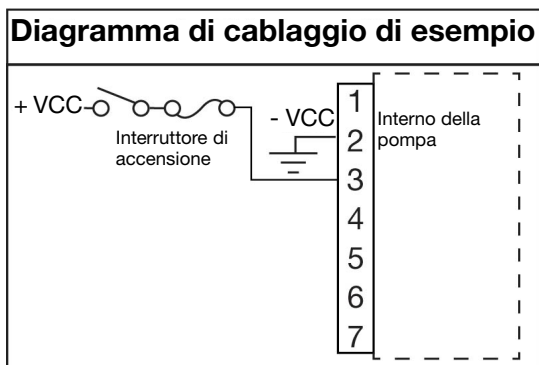 Diagramma di cablaggio di esempio
+ VCC
Interruttore di
accensione
- VCC
1
2
3
4
5
6
7
Interno della
pompa